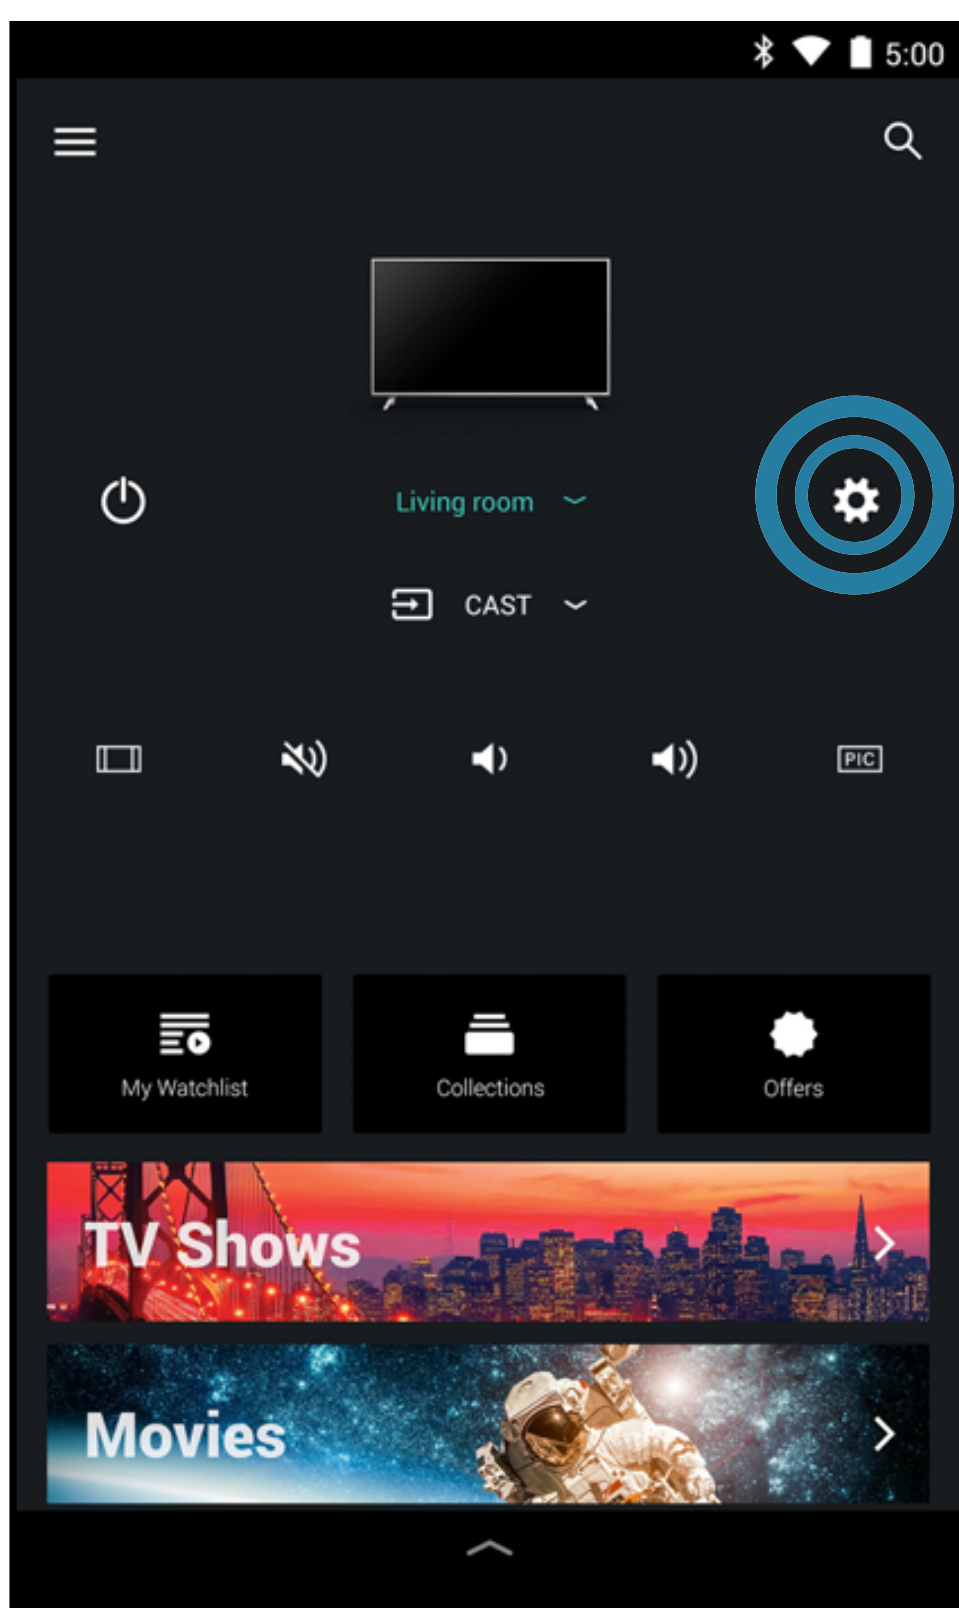 5:00
Living room
CAST
PIC
My Watchlist
Collections
Offers
TV Shows
Movies